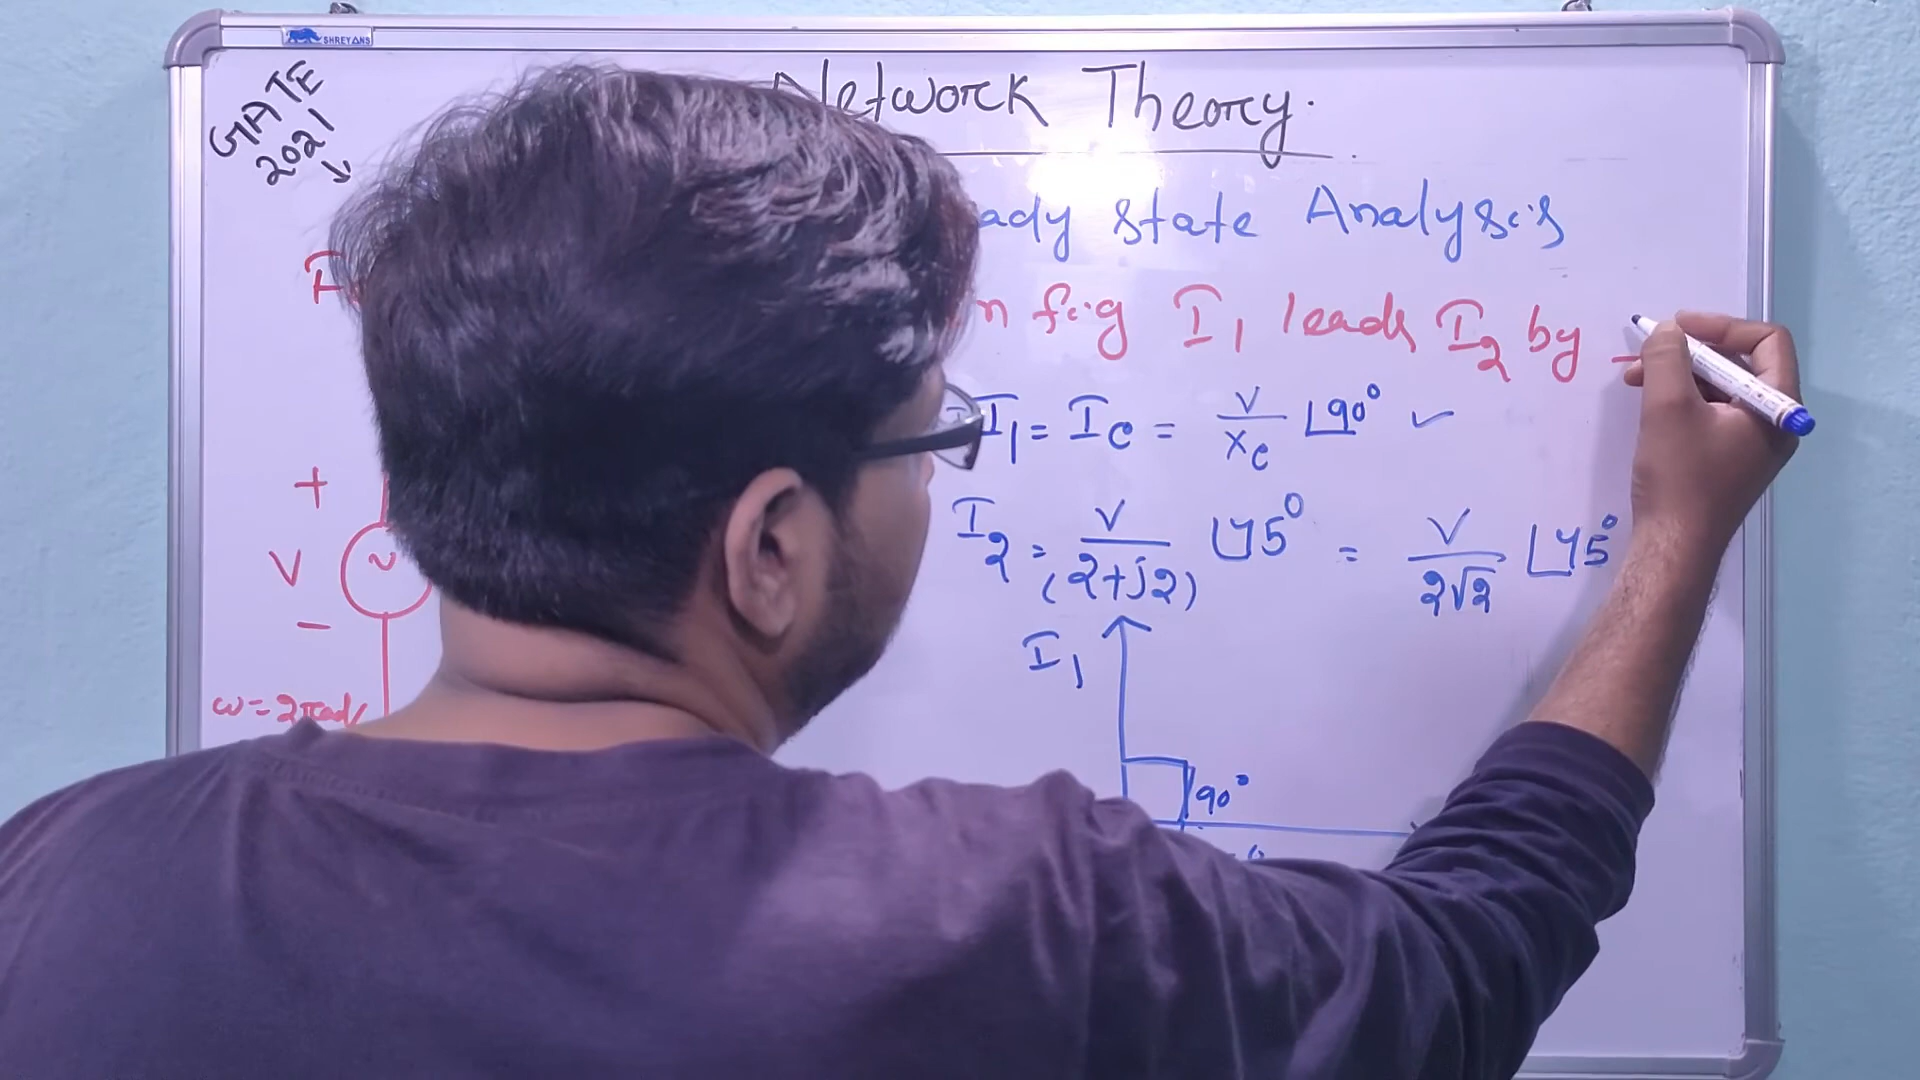 SHREYANS
GATE
2021
Network Theory.
state Analysis
fig I1 leads I2 by
I1 = IC = V/XC ∠90° ✓
I2 = V/(2+j2) ∠45° = V/2√2 ∠45°
+
V
~
−
ω=2rad/
I1
90°